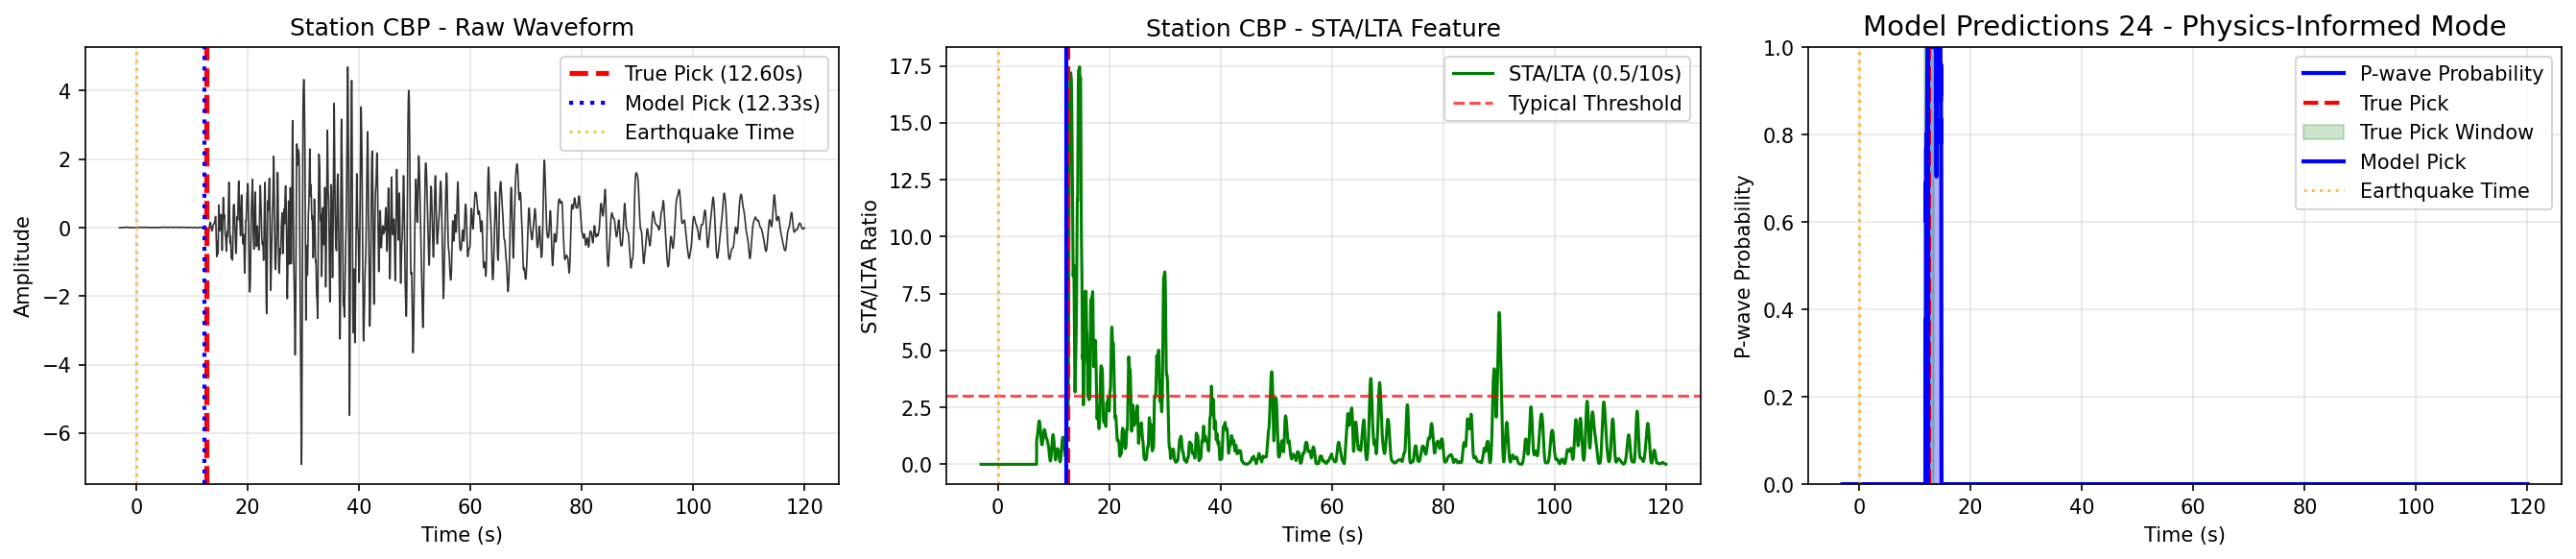 Station CBP - Raw Waveform
Amplitude
4
2
0
−2
−4
−6
True Pick (12.60s)
Model Pick (12.33s)
Earthquake Time
0
20
40
60
80
100
120
Time (s)
Station CBP - STA/LTA Feature
STA/LTA Ratio
17.5
15.0
12.5
10.0
7.5
5.0
2.5
0.0
STA/LTA (0.5/10s)
Typical Threshold
0
20
40
60
80
100
120
Time (s)
Model Predictions 24 - Physics-Informed Mode
P-wave Probability
1.0
0.8
0.6
0.4
0.2
0.0
P-wave Probability
True Pick
True Pick Window
Model Pick
Earthquake Time
0
20
40
60
80
100
120
Time (s)